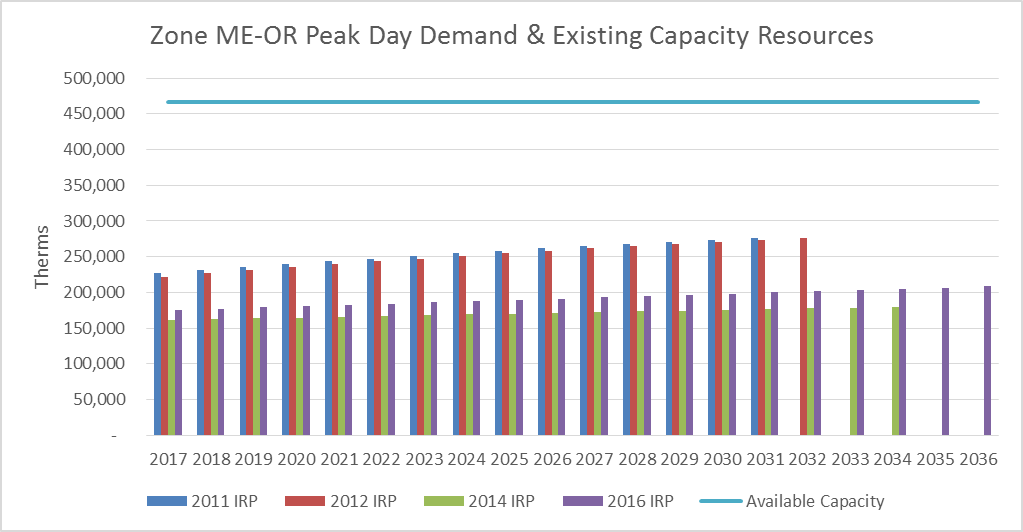 Zone ME-OR Peak Day Demand & Existing Capacity Resources
500,000
450,000
400,000
350,000
300,000
250,000
200,000
150,000
100,000
50,000
-
Therms
2017 2018 2019 2020 2021 2022 2023 2024 2025 2026 2027 2028 2029 2030 2031 2032 2033 2034 2035 2036
2011 IRP 2012 IRP 2014 IRP 2016 IRP Available Capacity